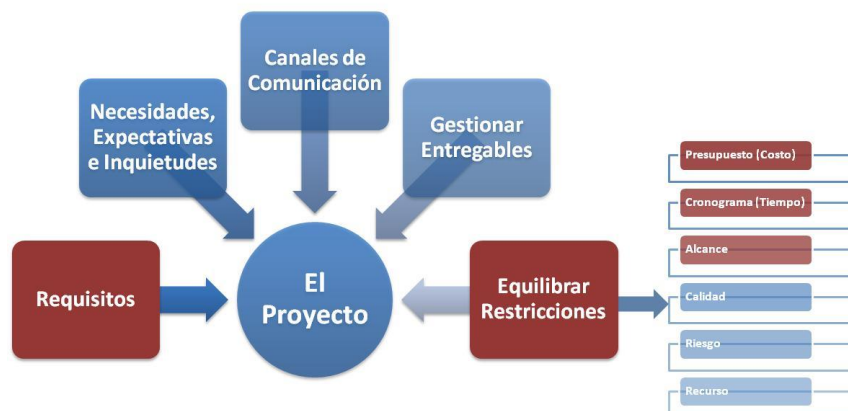 Canales de
Comunicación
Necesidades,
Expectativas
e Inquietudes
Gestionar
Entregables
Requisitos
El
Proyecto
Equilibrar
Restricciones
Presupuesto (Costo)
Cronograma (Tiempo)
Alcance
Calidad
Riesgo
Recurso